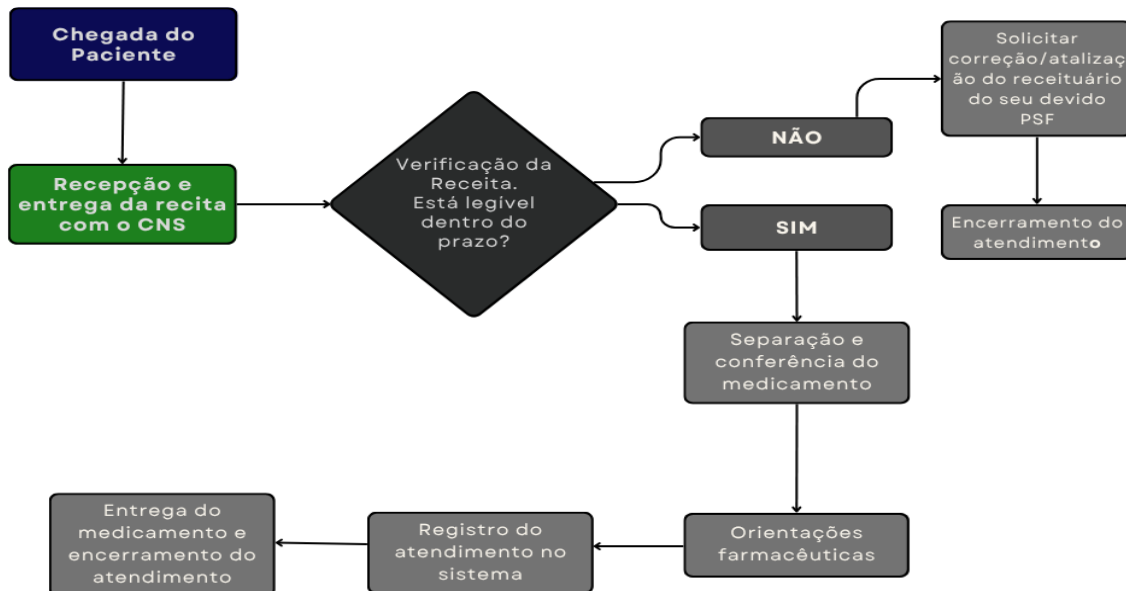 Chegada do
Paciente
Recepção e
entrega da recita
com o CNS
Verificação da
Receita.
Está legível
dentro do
prazo?
NÃO
SIM
Solicitar
correção/atalizaç
ão do receituário
do seu devido
PSF
Encerramento do
atendimento
Separação e
conferência do
medicamento
Orientações
farmacêuticas
Registro do
atendimento no
sistema
Entrega do
medicamento e
encerramento do
atendimento